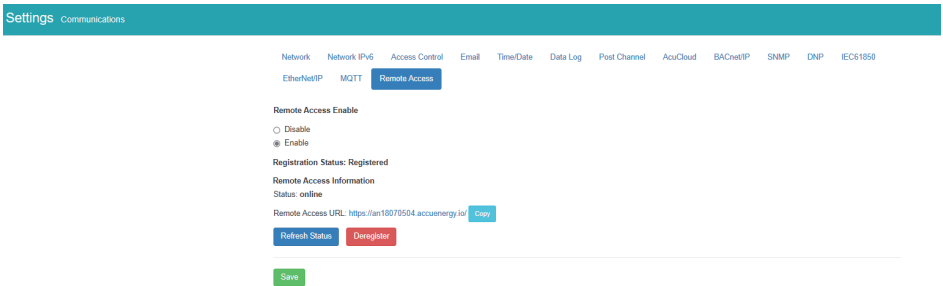 Settings Communications
Network Network IPv6 Access Control Email Time/Date Data Log Post Channel AcuCloud BACnet/IP SNMP DNP IEC61850
EtherNet/IP MQTT Remote Access
Remote Access Enable
Disable
Enable
Registration Status: Registered
Remote Access Information
Status: online
Remote Access URL: https://an18070504.accuenergy.io/ Copy
Refresh Status Deregister
Save